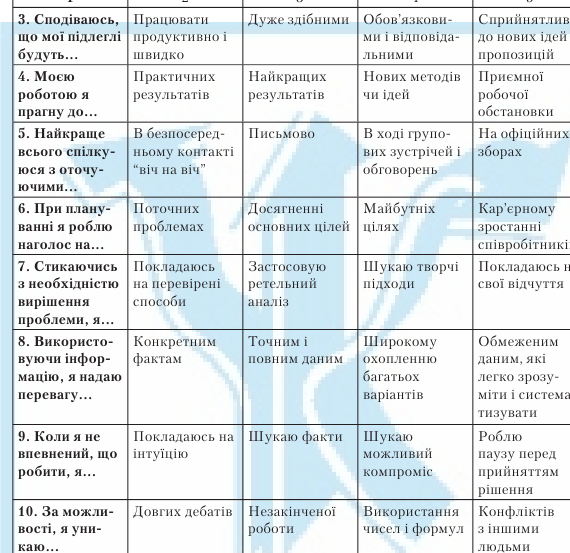 3. Сподіваюсь,
що мої підлеглі
будуть…
Працювати
продуктивно і
швидко
Дуже здібними
Обов’язкови-
ми і відповіда-
льними
до нових ідей
пропозицій
4. Моєю
роботою я
прагну до…
Практичних
результатів
Найкращих
результатів
Нових методів
чи ідей
Приємної
робочої
обстановки
5. Найкраще
всього спілку-
юся з оточу-
ючими…
В безпосеред-
ньому контакті
“віч на віч”
Письмово
В ході групо-
вих зустрічей і
обговорень
На офіційних
зборах
6. При плану-
ванні я роблю
наголос на…
Поточних
проблемах
Досягненні
основних цілей
Майбутніх
цілях
Кар’єрному
зростанні
7. Стикаючись
з необхідністю
вирішення
проблеми, я…
Покладаюсь
на перевірені
способи
Застосовую
ретельний
аналіз
Шукаю творчі
підходи
Покладаюсь
свої відчуття
8. Використо-
вуючи інфор-
мацію, я надаю
перевагу…
Конкретним
фактам
Точним і
повним даним
Широкому
охопленню
багатьох
варіантів
Обмеженим
даним, які
легко зрозу-
міти і система
тизувати
9. Коли я не
впевнений, що
робити, я…
Покладаюсь на
інтуїцію
Шукаю факти
Шукаю
можливий
компроміс
Роблю
паузу перед
прийняттям
рішення
10. За можли-
вості, я уни-
каю…
Довгих дебатів
Незакінченої
роботи
Використання
чисел і формул
Конфліктів
з іншими
людьми